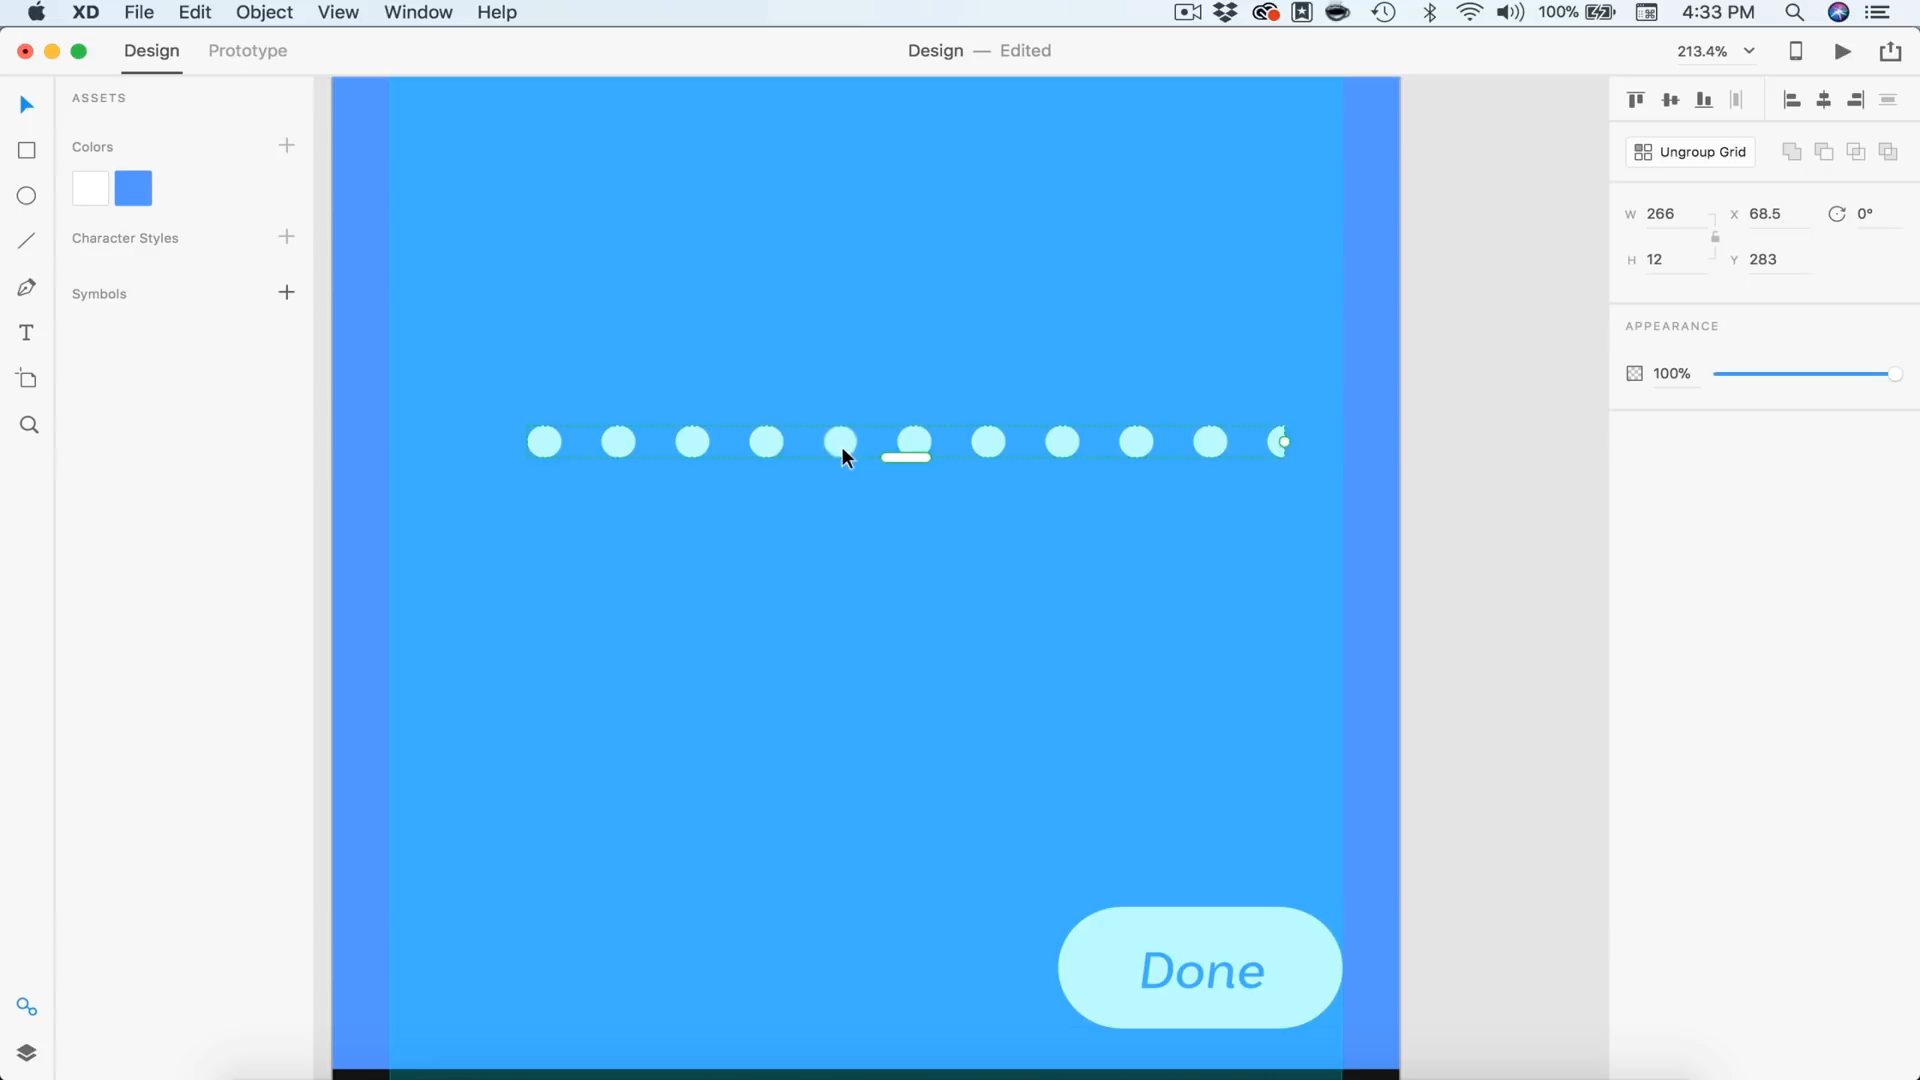 XD File Edit Object View Window Help 100% 4:33 PM
Design Prototype Design — Edited 213.4%
ASSETS
Colors
Character Styles
Symbols
Ungroup Grid
W 266 X 68.5 0°
H 12 Y 283
APPEARANCE
100%
Done